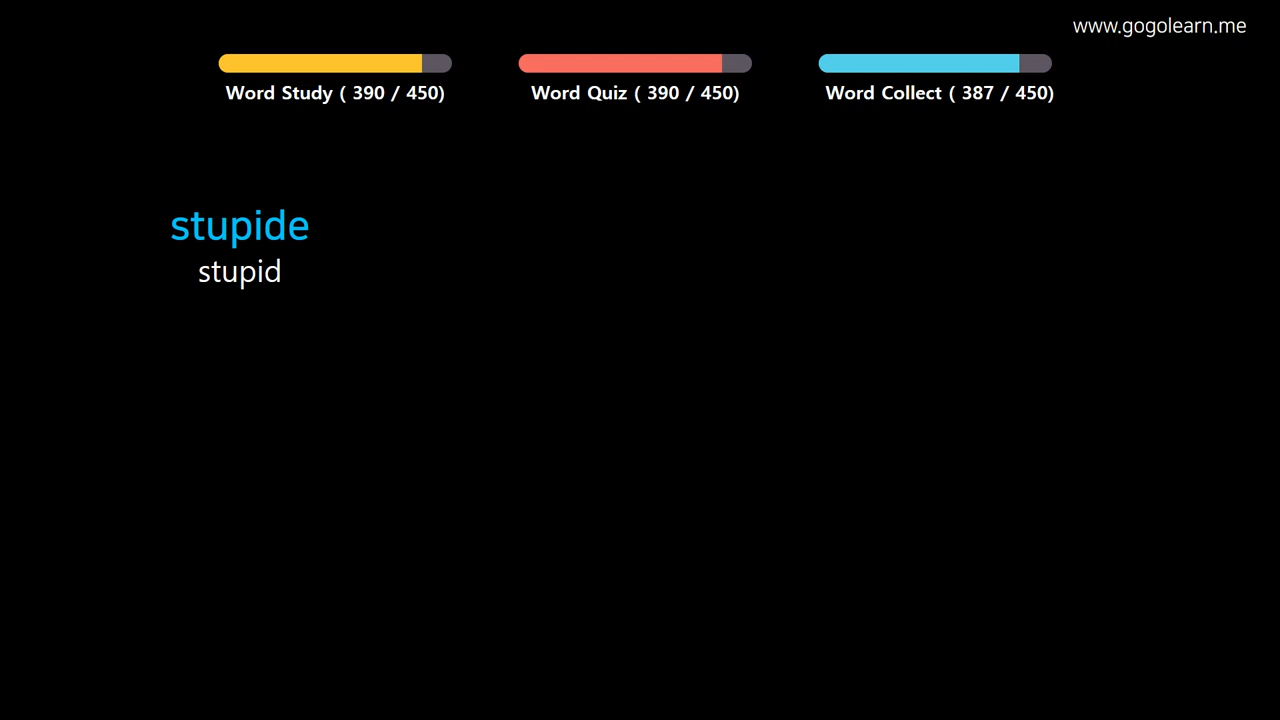 www.gogolearn.me
Word Study ( 390 / 450)
Word Quiz ( 390 / 450)
Word Collect ( 387 / 450)
stupide
stupid